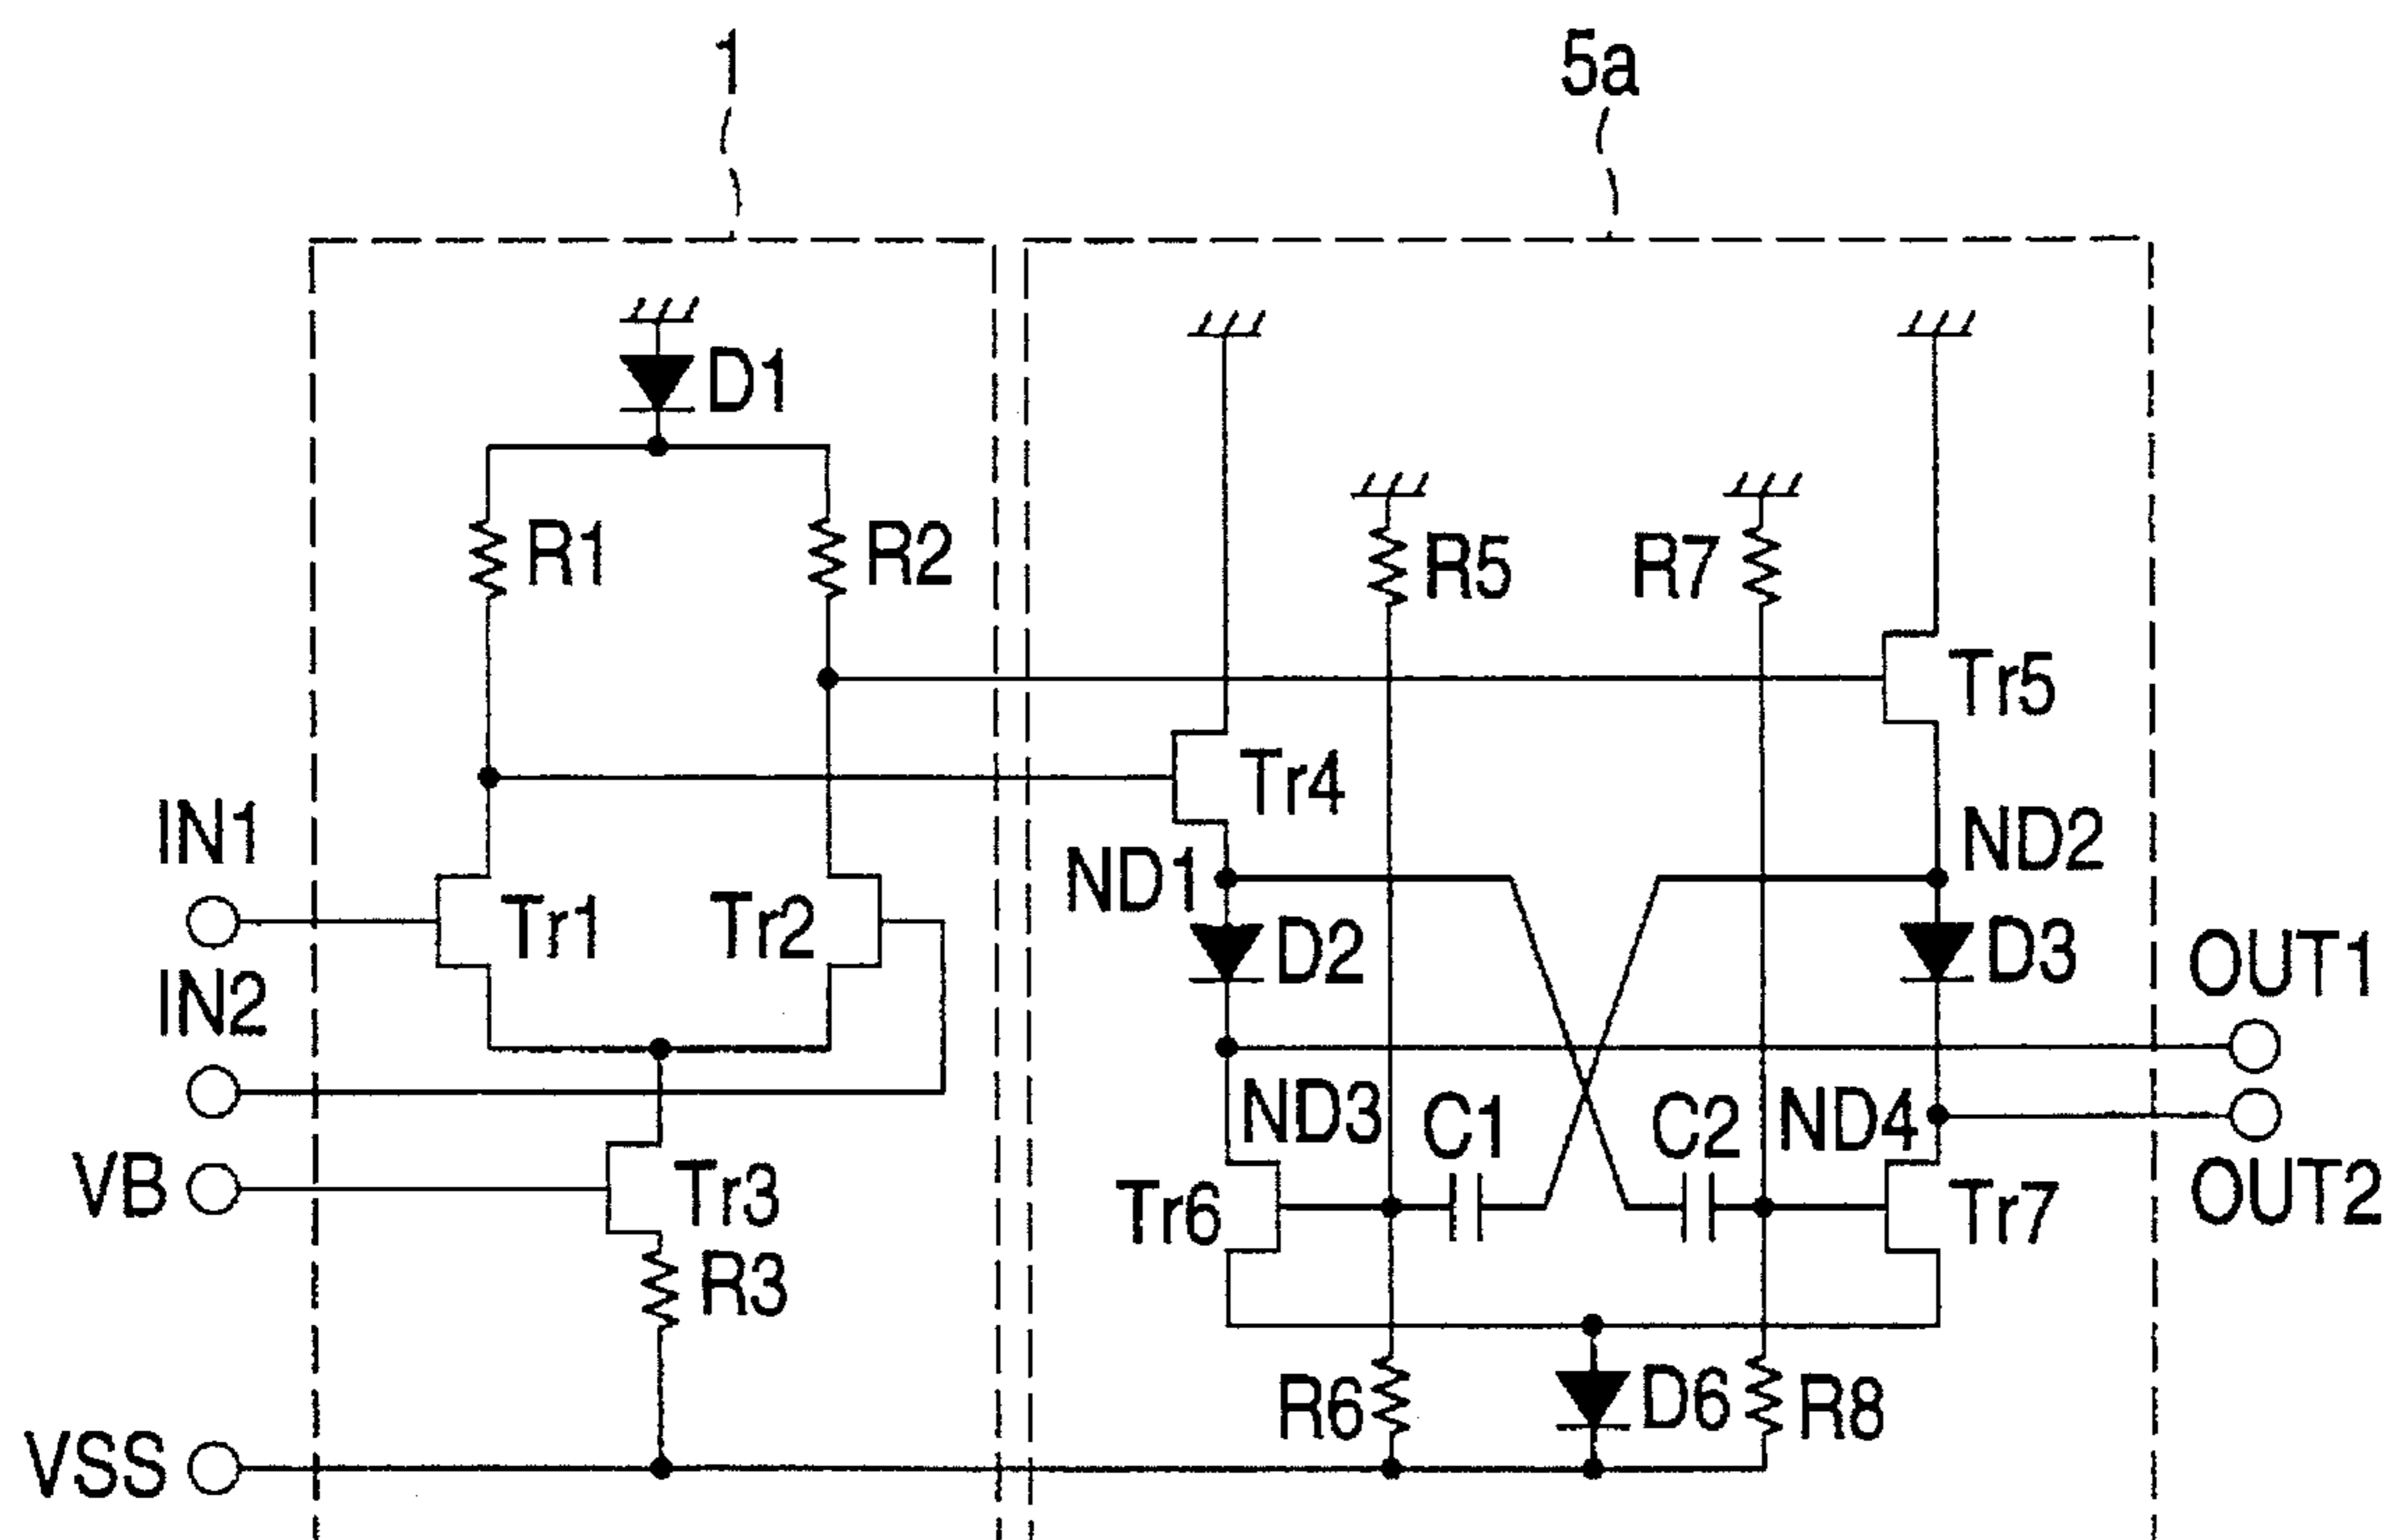 1
5a
D1
R1
R2
R5
R7
Tr5
Tr4
IN1
ND1
ND2
Tr1
Tr2
D2
D3
OUT1
IN2
ND3
C1
C2
ND4
VB
Tr3
Tr6
Tr7
OUT2
R3
R6
D6
R8
VSS